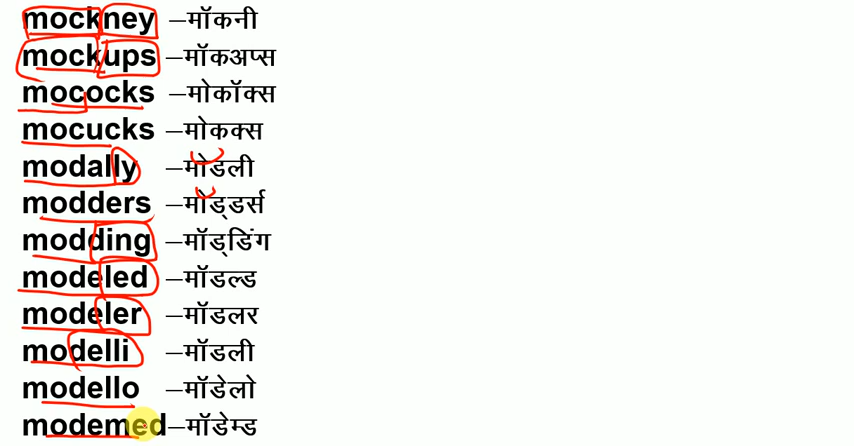 mockney –मॉकनी
mockups –मॉकअप्स
mococks –मोकॉक्स
mocucks –मोकक्स
modally –मोडली
modders –मोड्डर्स
modding –मॉड्डिंग
modeled –मॉडल्ड
modeler –मॉडलर
modelli –मॉडली
modello –मॉडेलो
modemed –मॉडेम्ड